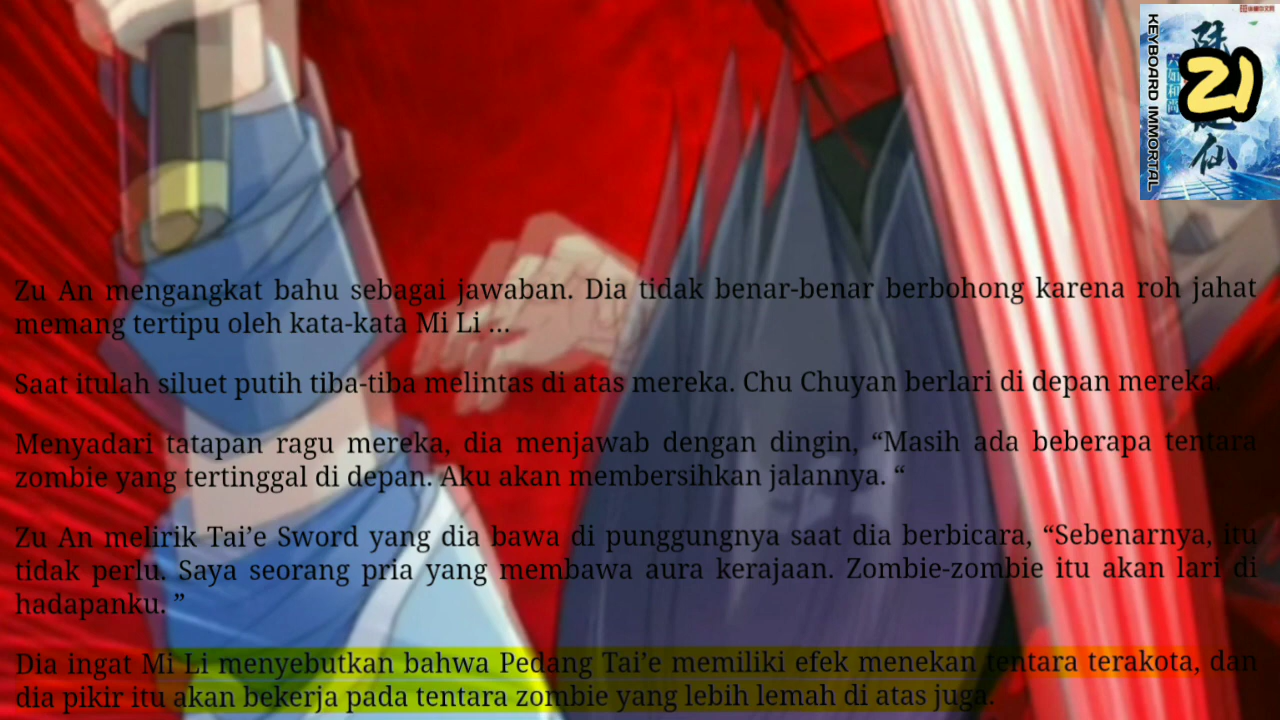 KEYBOARD IMMORTAL
21
仙
六如和尚
Zu An mengangkat bahu sebagai jawaban. Dia tidak benar-benar berbohong karena roh jahat
memang tertipu oleh kata-kata Mi Li ...
Saat itulah siluet putih tiba-tiba melintas di atas mereka. Chu Chuyan berlari di depan mereka.
Menyadari tatapan ragu mereka, dia menjawab dengan dingin, “Masih ada beberapa tentara
zombie yang tertinggal di depan. Aku akan membersihkan jalannya. “
Zu An melirik Tai’e Sword yang dia bawa di punggungnya saat dia berbicara, “Sebenarnya, itu
tidak perlu. Saya seorang pria yang membawa aura kerajaan. Zombie-zombie itu akan lari di
hadapanku. ”
Dia ingat Mi Li menyebutkan bahwa Pedang Tai’e memiliki efek menekan tentara terakota, dan
dia pikir itu akan bekerja pada tentara zombie yang lebih lemah di atas juga.